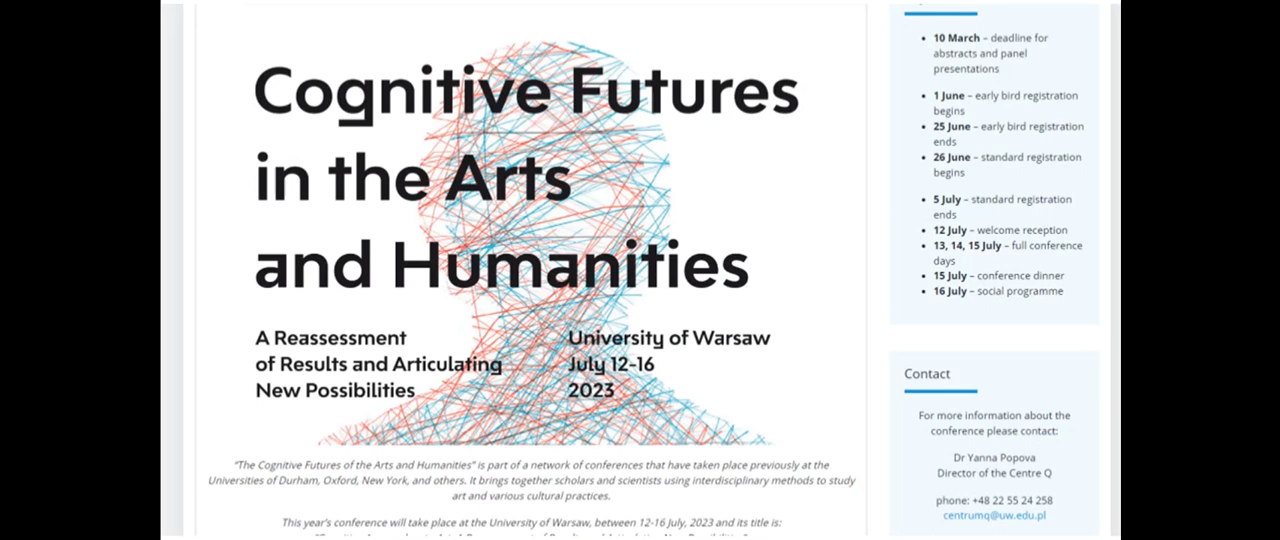 Cognitive Futures
in the Arts
and Humanities
A Reassessment
of Results and Articulating
New Possibilities
University of Warsaw
July 12-16
2023
"The Cognitive Futures of the Arts and Humanities" is part of a network of conferences that have taken place previously at the
Universities of Durham, Oxford, New York, and others. It brings together scholars and scientists using interdisciplinary methods to study
art and various cultural practices.
This year's conference will take place at the University of Warsaw, between 12-16 July, 2023 and its title is:
10 March – deadline for
abstracts and panel
presentations
1 June – early bird registration
begins
25 June – early bird registration
ends
26 June – standard registration
begins
5 July – standard registration
ends
12 July – welcome reception
13, 14, 15 July – full conference
days
15 July – conference dinner
16 July – social programme
Contact
For more information about the
conference please contact:
Dr Yanna Popova
Director of the Centre Q
phone: +48 22 55 24 258
centrumq@uw.edu.pl